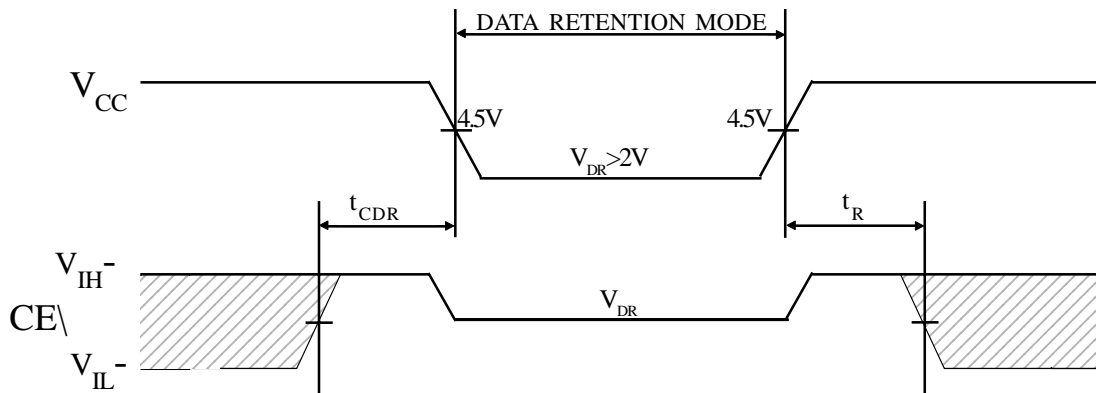 DATA RETENTION MODE
VCC
4.5V
4.5V
VDR>2V
tCDR
tR
VIH-
CE\
VDR
VIL-